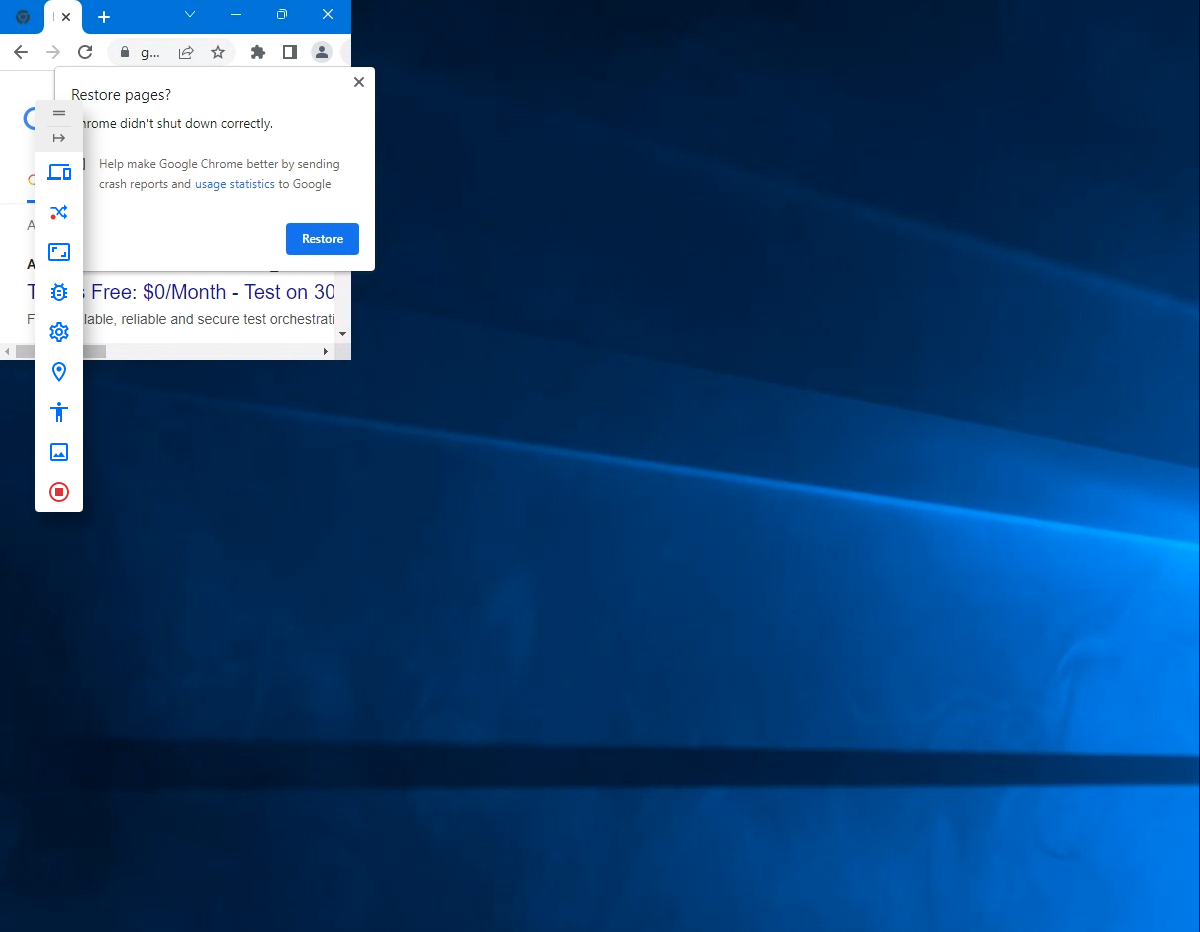 g...
Restore pages?
hrome didn't shut down correctly.
Help make Google Chrome better by sending
crash reports and usage statistics to Google
Restore
A
A
T s Free: $0/Month - Test on 30
F lable, reliable and secure test orchestrati